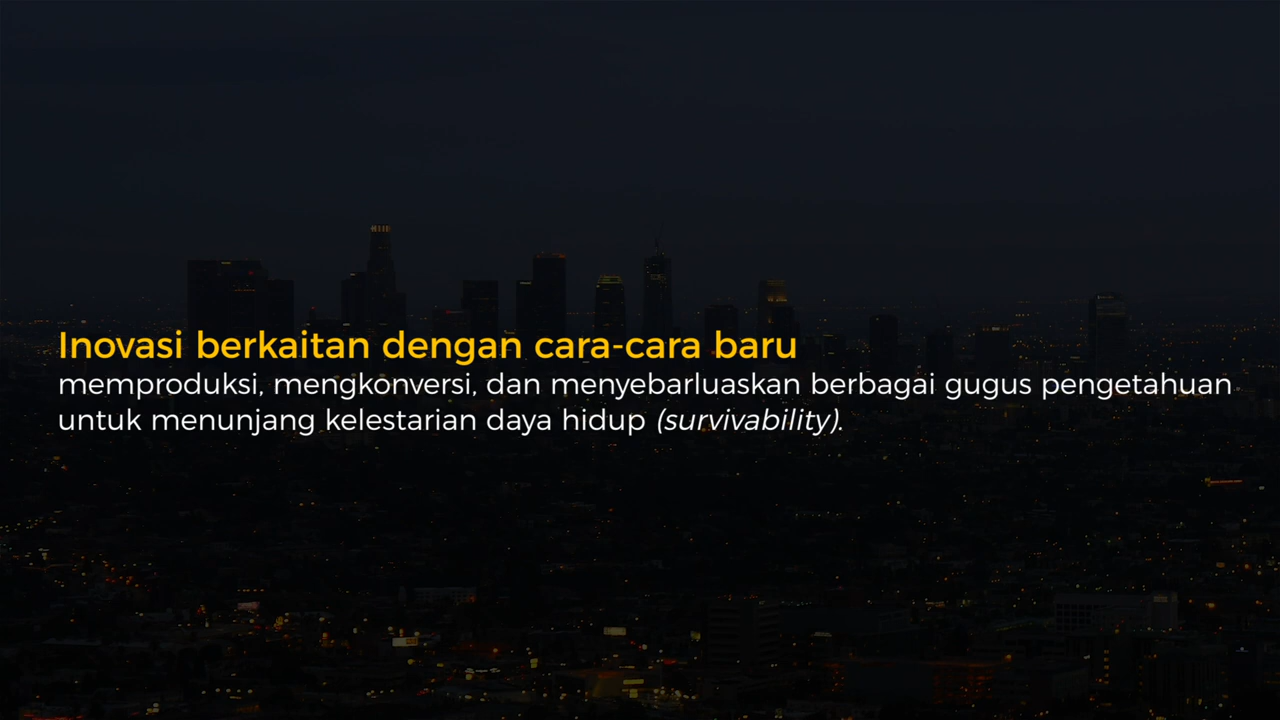 Inovasi berkaitan dengan cara-cara baru
memproduksi, mengkonversi, dan menyebarluaskan berbagai gugus pengetahuan
untuk menunjang kelestarian daya hidup (survivability).